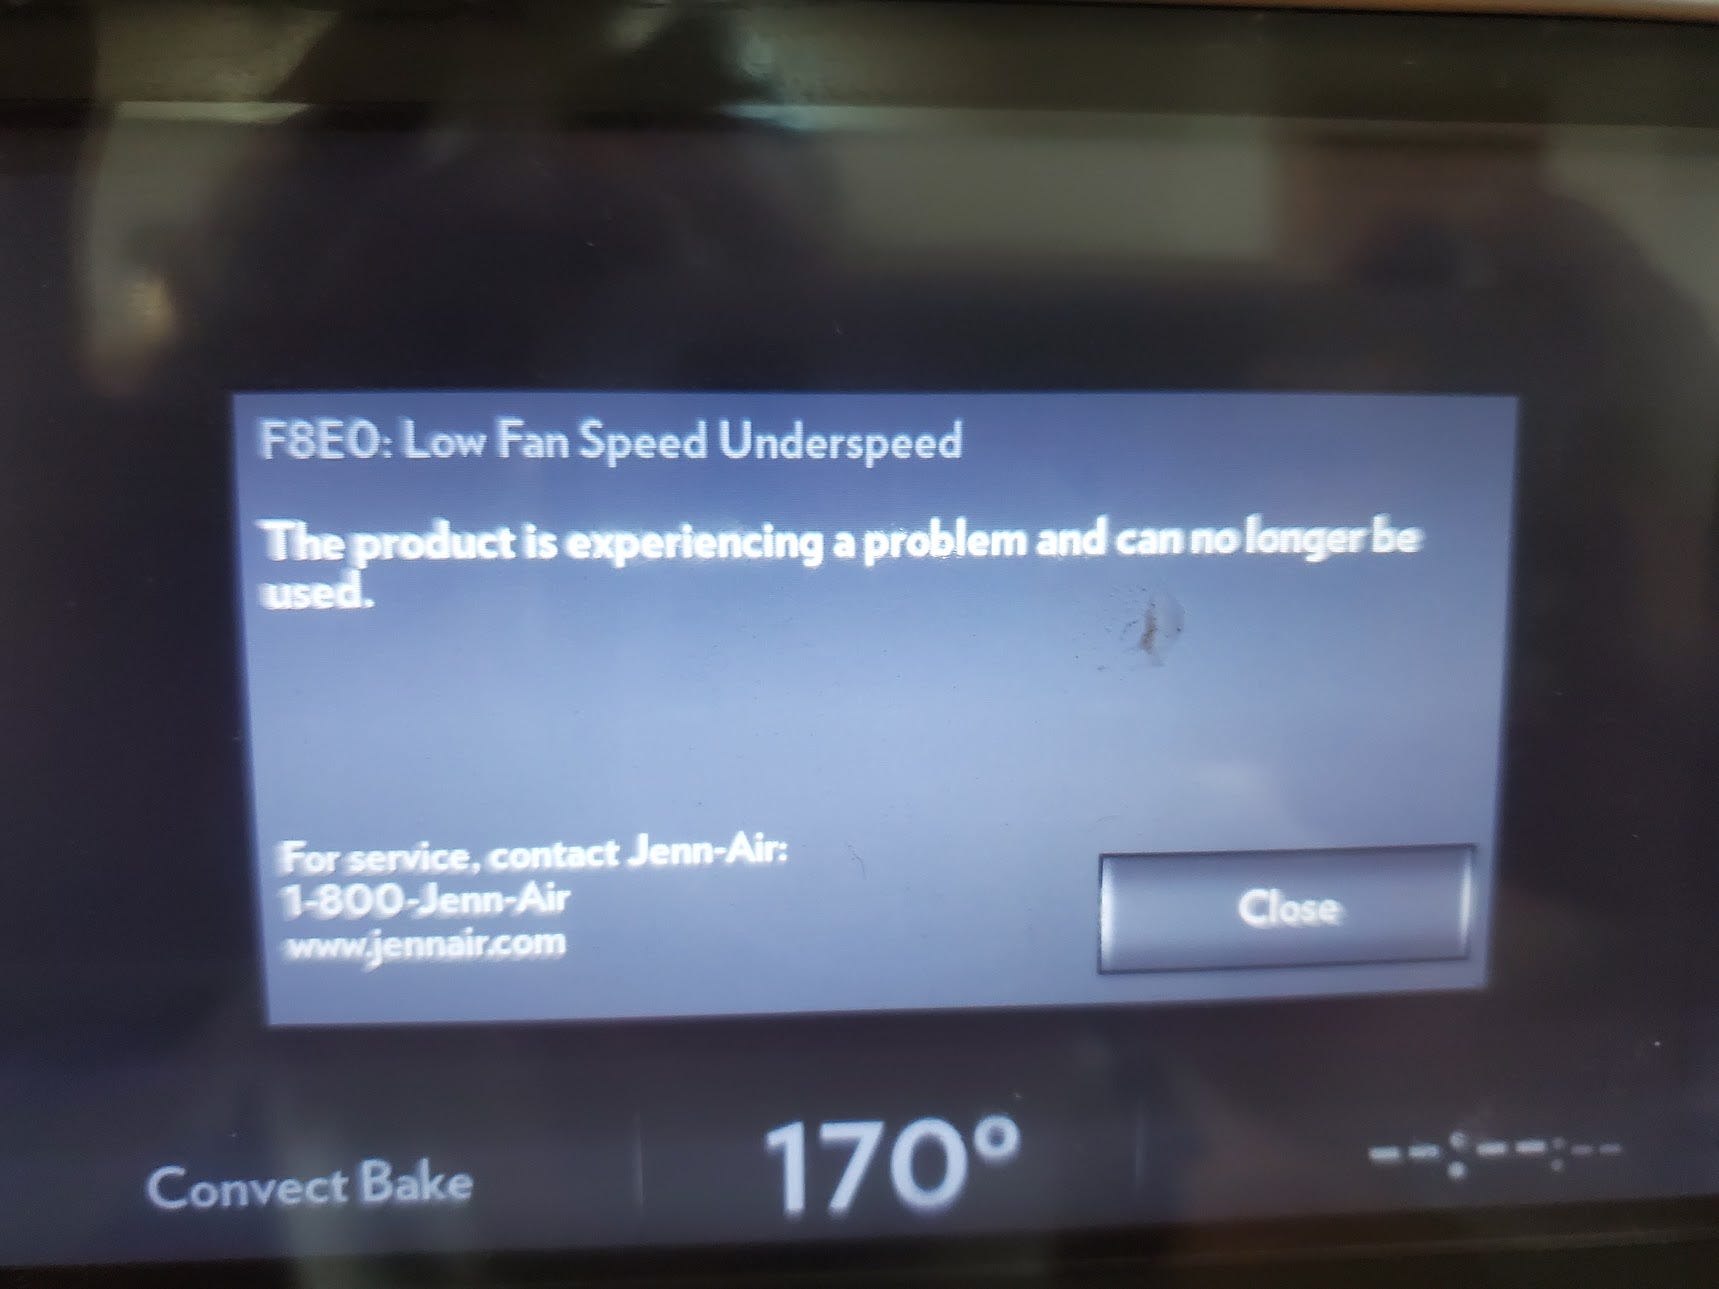 F8E0: Low Fan Speed Underspeed
The product is experiencing a problem and can no longer be
used.
For service, contact Jenn-Air:
1-800-Jenn-Air
www.jennair.com
Close
Convect Bake
170°
--:--:--